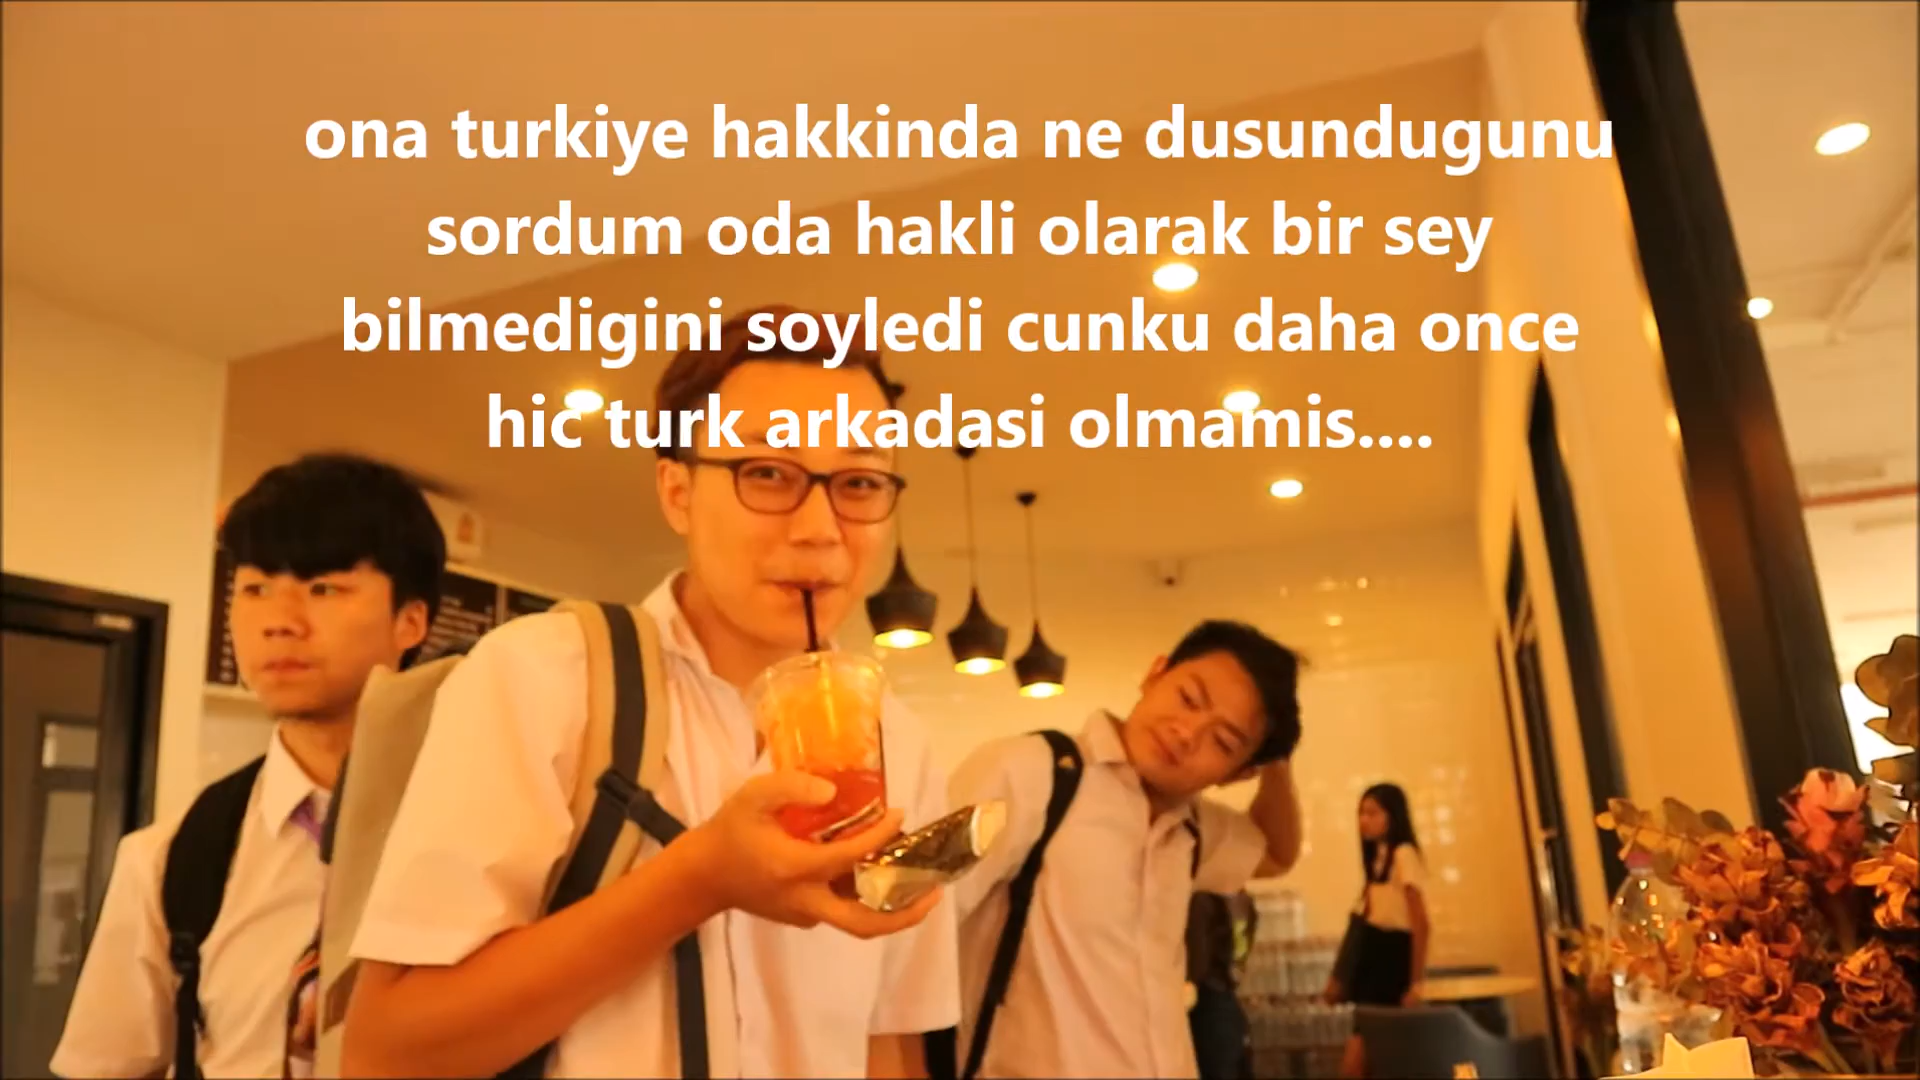 ona turkiye hakkinda ne dusundugunu
sordum oda hakli olarak bir sey
bilmedigini soyledi cunku daha once
hic turk arkadasi olmamis....